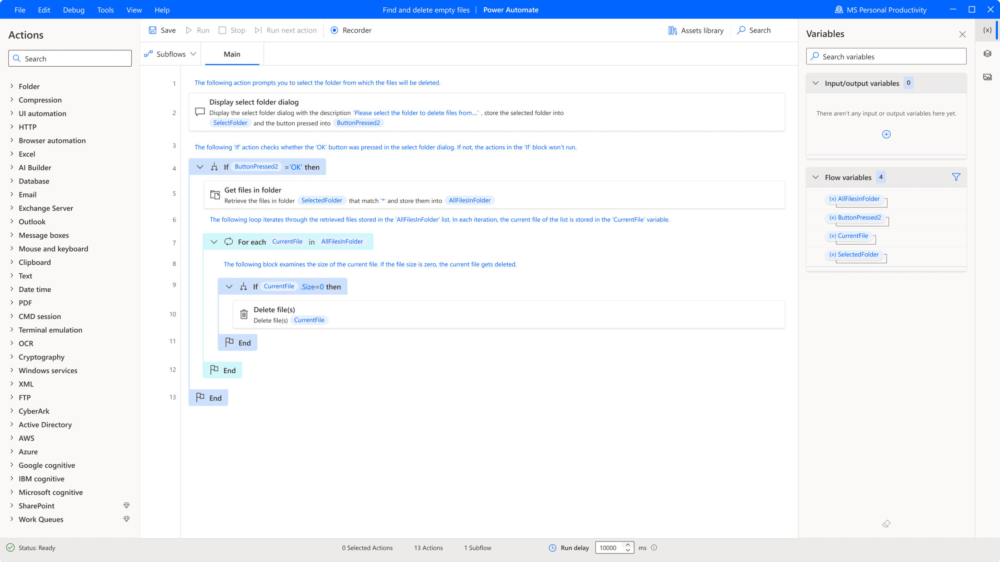 File Edit Debug Tools View Help
Find and delete empty files | Power Automate
MS Personal Productivity
Actions
Search
Folder
Compression
UI automation
HTTP
Browser automation
Excel
AI Builder
Database
Email
Exchange Server
Outlook
Message boxes
Mouse and keyboard
Clipboard
Text
Date time
PDF
CMD session
Terminal emulation
OCR
Cryptography
Windows services
XML
FTP
CyberArk
Active Directory
AWS
Azure
Google cognitive
IBM cognitive
Microsoft cognitive
SharePoint
Work Queues
Save Run Stop Run next action Recorder
Assets library Search
Subflows Main
1 The following action prompts you to select the folder from which the files will be deleted.
Display select folder dialog
2 Display the select folder dialog with the description ‘Please select the folder to delete files from....’ , store the selected folder into
SelectFolder and the button pressed into ButtonPressed2
3 The following ‘If’ action checks whether the ‘OK’ button was pressed in the select folder dialog. If not, the actions in the ‘If’ block won’t run.
4 If ButtonPressed2 =‘OK’ then
Get files in folder
5 Retrieve the files in folder SelectedFolder that match ‘*’ and store them into AllFilesInFolder
6 The following loop iterates through the retrieved files stored in the ‘AllFilesInFolder’ list. In each iteration, the current file of the list is stored in the ‘CurrentFile’ variable.
7 For each CurrentFile in AllFilesInFolder
8 The following block examines the size of the current file. If the file size is zero, the current file gets deleted.
9 If CurrentFile .Size=0 then
Delete file(s)
10 Delete file(s) CurrentFile
11 End
12 End
13 End
Variables
{x}
Search variables
Input/output variables 0
There aren’t any input or output variables here yet.
Flow variables 4
{x} AllFilesInFolder
{x} ButtonPressed2
{x} CurrentFile
{x} SelectedFolder
Status: Ready
0 Selected Actions
13 Actions
1 Subflow
Run delay 10000 ms